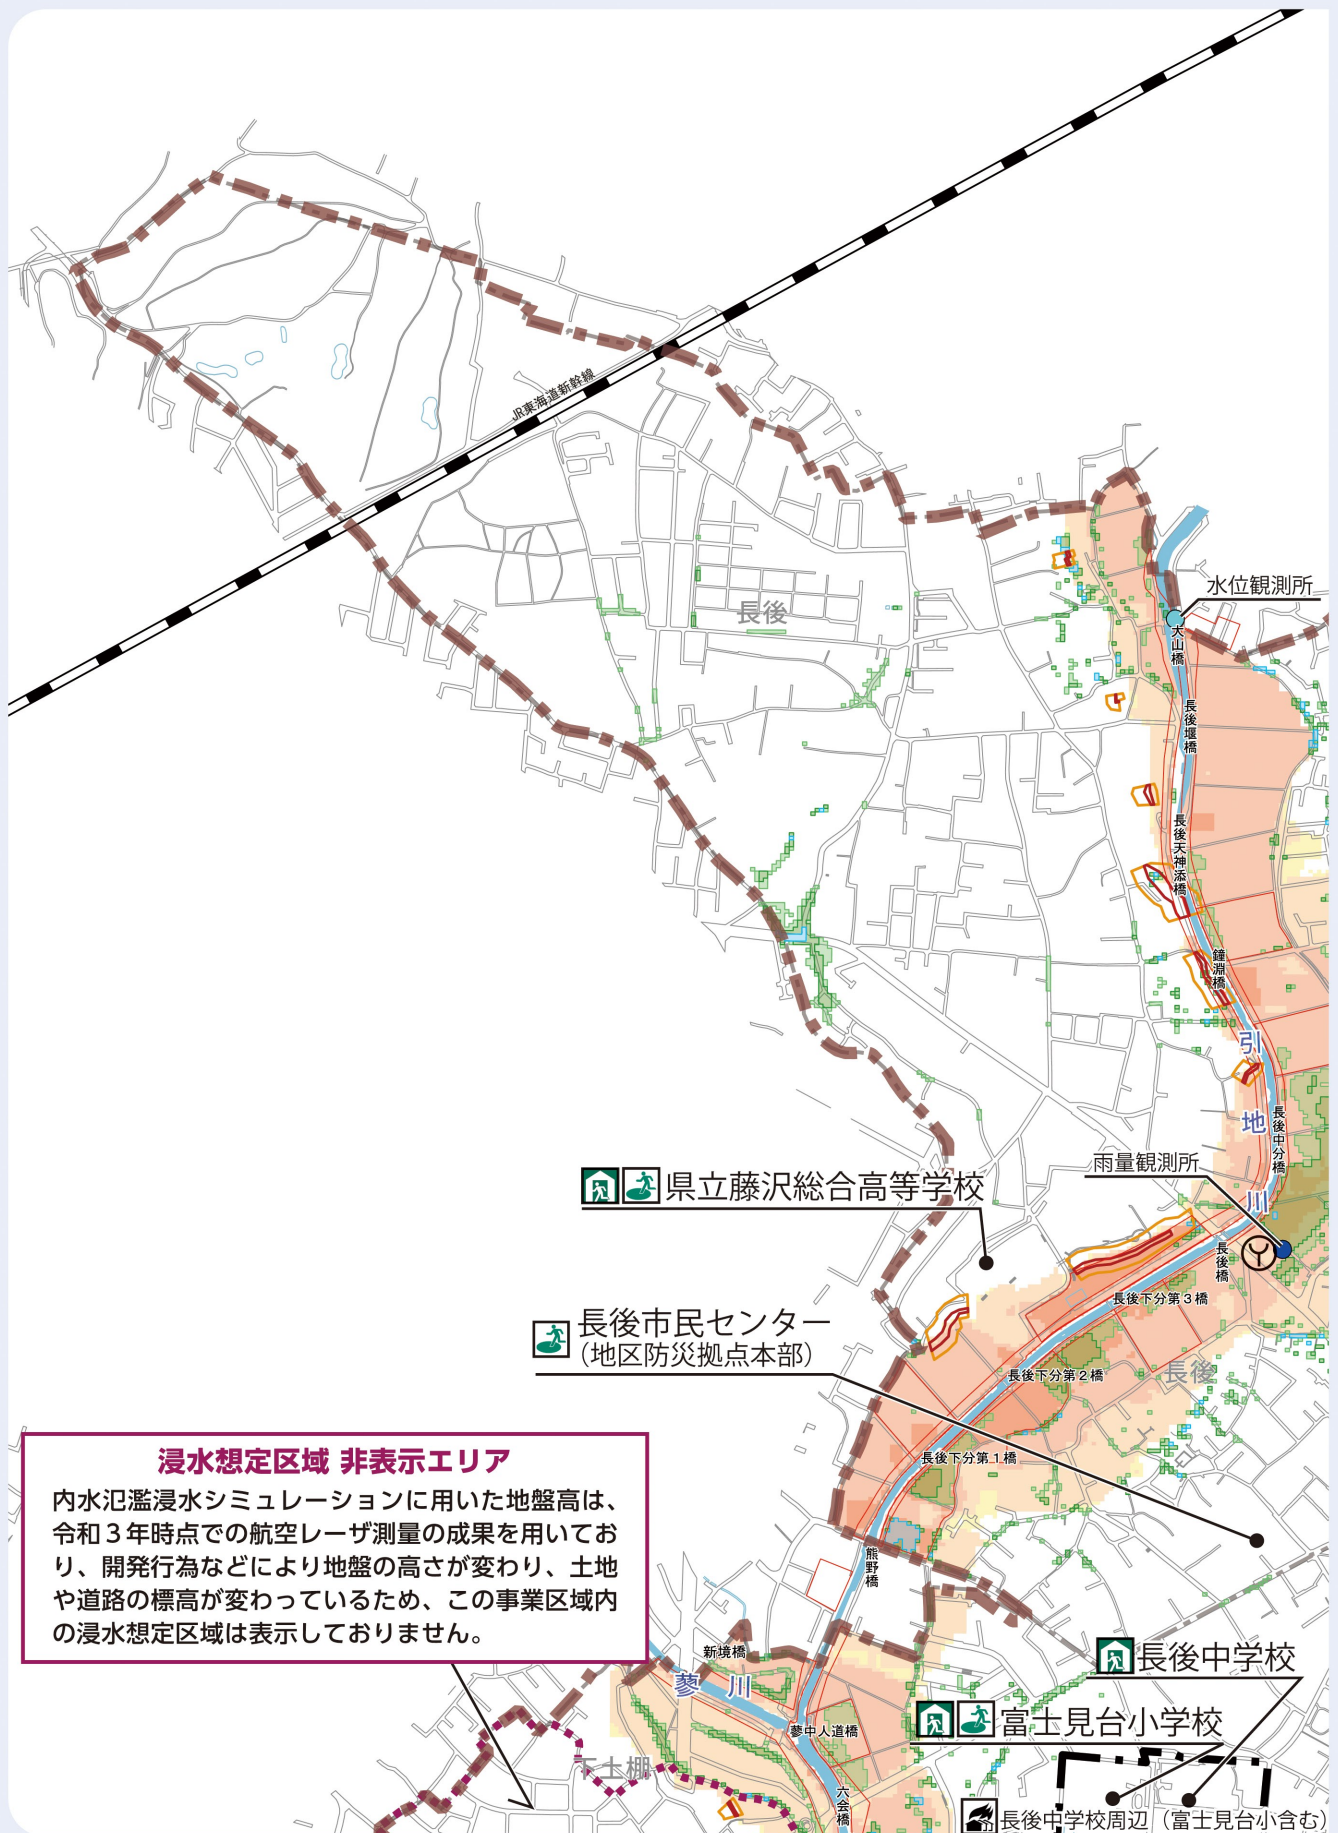 JR東海道新幹線
長後
水位観測所
大山橋
長後堰橋
長後天神添橋
鐘淵橋
引地川
長後中分橋
雨量観測所
県立藤沢総合高等学校
長後橋
長後下分第3橋
長後市民センター
(地区防災拠点本部)
長後下分第2橋
長後
長後下分第1橋
浸水想定区域 非表示エリア
内水氾濫浸水シミュレーションに用いた地盤高は、
令和3年時点での航空レーザ測量の成果を用いてお
り、開発行為などにより地盤の高さが変わり、土地
や道路の標高が変わっているため、この事業区域内
の浸水想定区域は表示しておりません。
熊野橋
新境橋
蓼川
長後中学校
富士見台小学校
蓼中人道橋
下土棚
六会橋
長後中学校周辺(富士見台小含む)